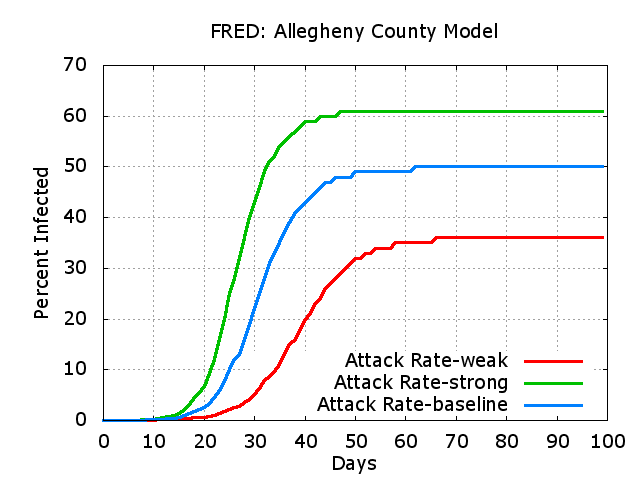 FRED: Allegheny County Model
70
60
50
40
30
20
10
0
Percent Infected
Attack Rate-weak
Attack Rate-strong
Attack Rate-baseline
0 10 20 30 40 50 60 70 80 90 100
Days